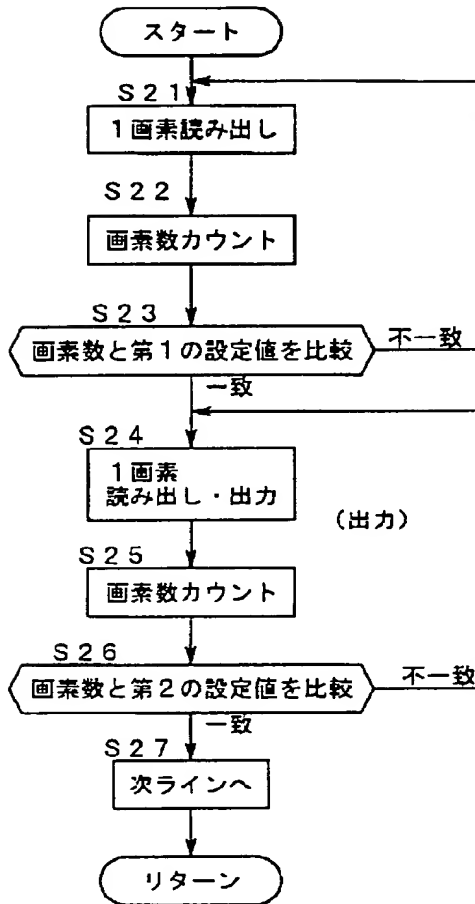 スタート
S21
1画素読み出し
S22
画素数カウント
S23
画素数と第1の設定値を比較
不一致
一致
S24
1画素
読み出し・出力
(出力)
S25
画素数カウント
S26
画素数と第2の設定値を比較
不一致
一致
S27
次ラインへ
リターン